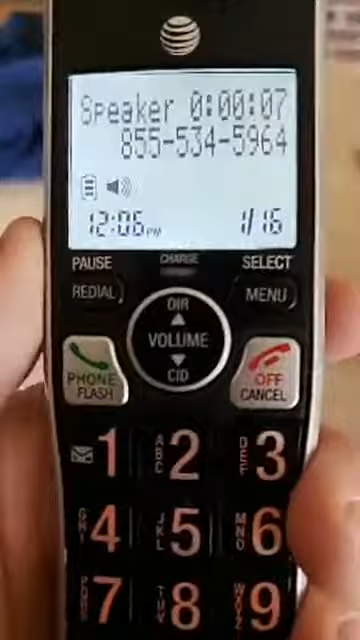 Speaker 0:00:07
855-534-5964
12:06PM 1/16
PAUSE CHARGE SELECT
REDIAL DIR MENU
VOLUME
PHONE FLASH CID OFF CANCEL
1 ABC 2 DEF 3
GHI 4 JKL 5 MNO 6
7 TUV 8 WXYZ 9